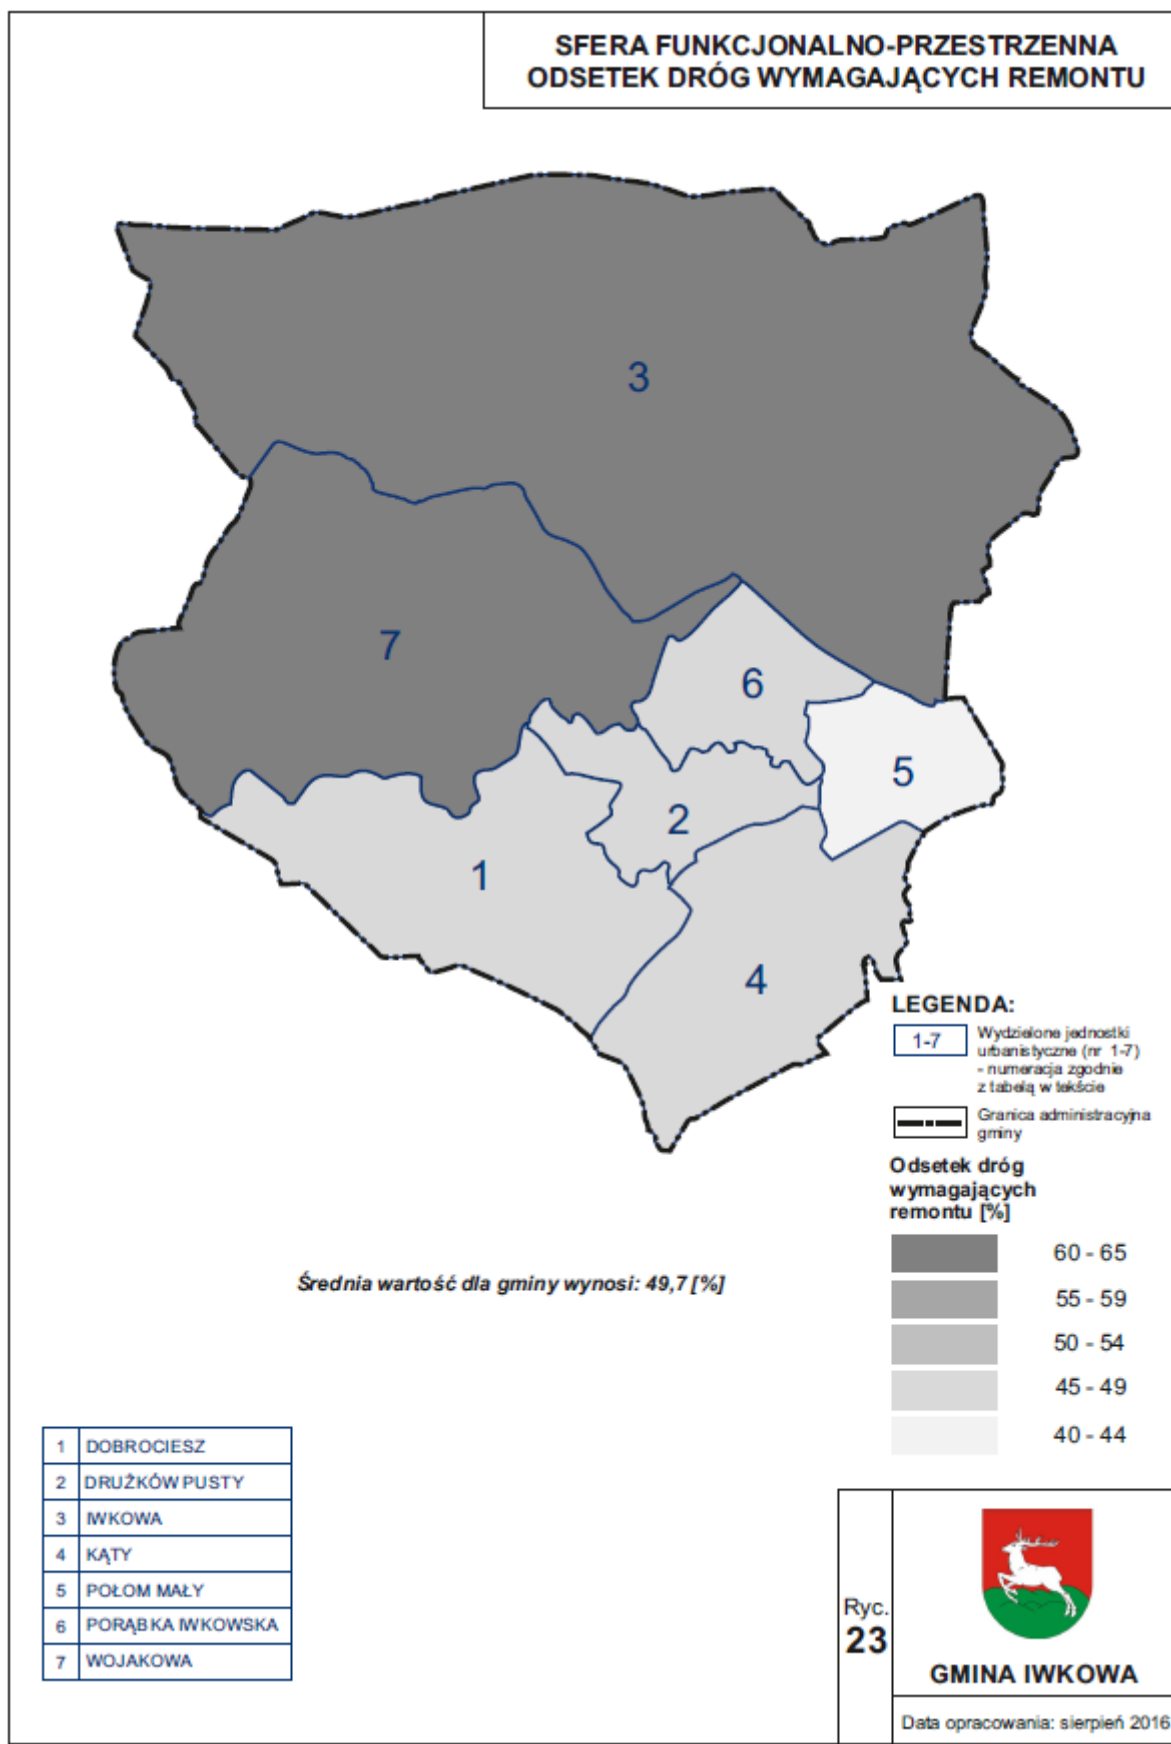 SFERA FUNKCJONALNO-PRZESTRZENNA
ODSETEK DRÓG WYMAGAJĄCYCH REMONTU
3
7
6
5
2
1
4
LEGENDA:
1-7
Wydzielone jednostki
urbanistyczne (nr 1-7)
- numeracja zgodnie
z tabelą w tekście
Granica administracyjna
gminy
Odsetek dróg
wymagających
remontu [%]
60 - 65
55 - 59
50 - 54
45 - 49
40 - 44
Średnia wartość dla gminy wynosi: 49,7 [%]
1 DOBROCIESZ
2 DRUŻKÓW PUSTY
3 IWKOWA
4 KĄTY
5 POŁOM MAŁY
6 PORĄBKA IWKOWSKA
7 WOJAKOWA
Ryc.
23
GMINA IWKOWA
Data opracowania: sierpień 2016